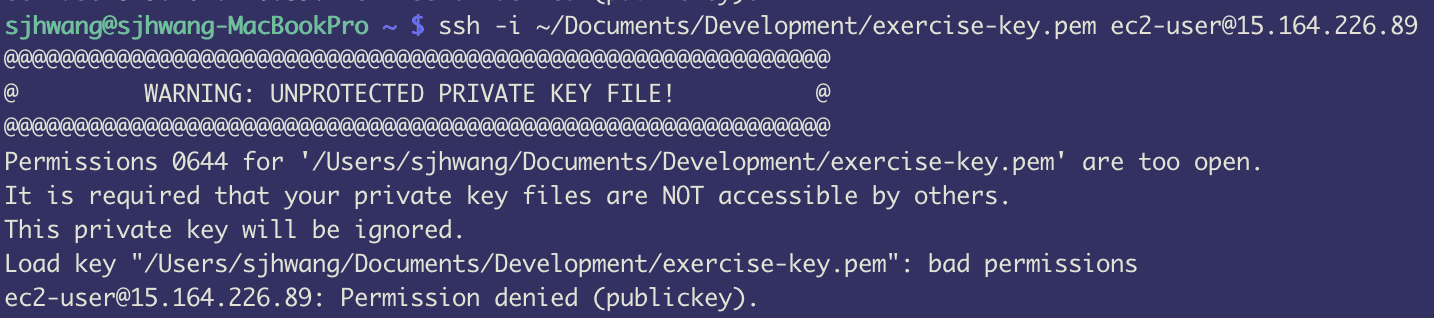 sjhwang@sjhwang-MacBookPro ~ $ ssh -i ~/Documents/Development/exercise-key.pem ec2-user@15.164.226.89
@@@@@@@@@@@@@@@@@@@@@@@@@@@@@@@@@@@@@@@@@@@@@@@@@@@@@@@@@@@
@         WARNING: UNPROTECTED PRIVATE KEY FILE!          @
@@@@@@@@@@@@@@@@@@@@@@@@@@@@@@@@@@@@@@@@@@@@@@@@@@@@@@@@@@@
Permissions 0644 for '/Users/sjhwang/Documents/Development/exercise-key.pem' are too open.
It is required that your private key files are NOT accessible by others.
This private key will be ignored.
Load key "/Users/sjhwang/Documents/Development/exercise-key.pem": bad permissions
ec2-user@15.164.226.89: Permission denied (publickey).